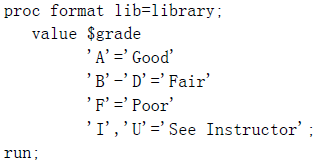 proc format lib=library;
value $grade
'A'='Good'
'B'-'D'='Fair'
'F'='Poor'
'I','U'='See Instructor';
run;